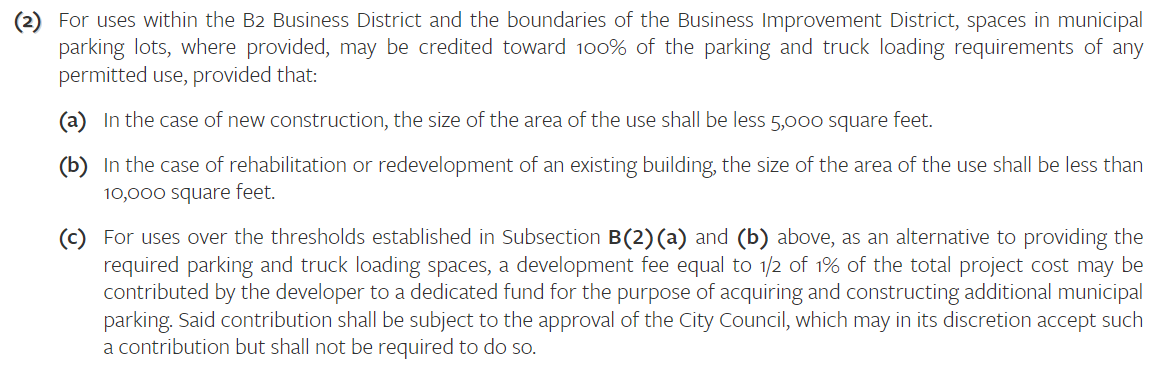 (2) For uses within the B2 Business District and the boundaries of the Business Improvement District, spaces in municipal
parking lots, where provided, may be credited toward 100% of the parking and truck loading requirements of any
permitted use, provided that:
(a) In the case of new construction, the size of the area of the use shall be less 5,000 square feet.
(b) In the case of rehabilitation or redevelopment of an existing building, the size of the area of the use shall be less than
10,000 square feet.
(c) For uses over the thresholds established in Subsection B(2)(a) and (b) above, as an alternative to providing the
required parking and truck loading spaces, a development fee equal to 1/2 of 1% of the total project cost may be
contributed by the developer to a dedicated fund for the purpose of acquiring and constructing additional municipal
parking. Said contribution shall be subject to the approval of the City Council, which may in its discretion accept such
a contribution but shall not be required to do so.